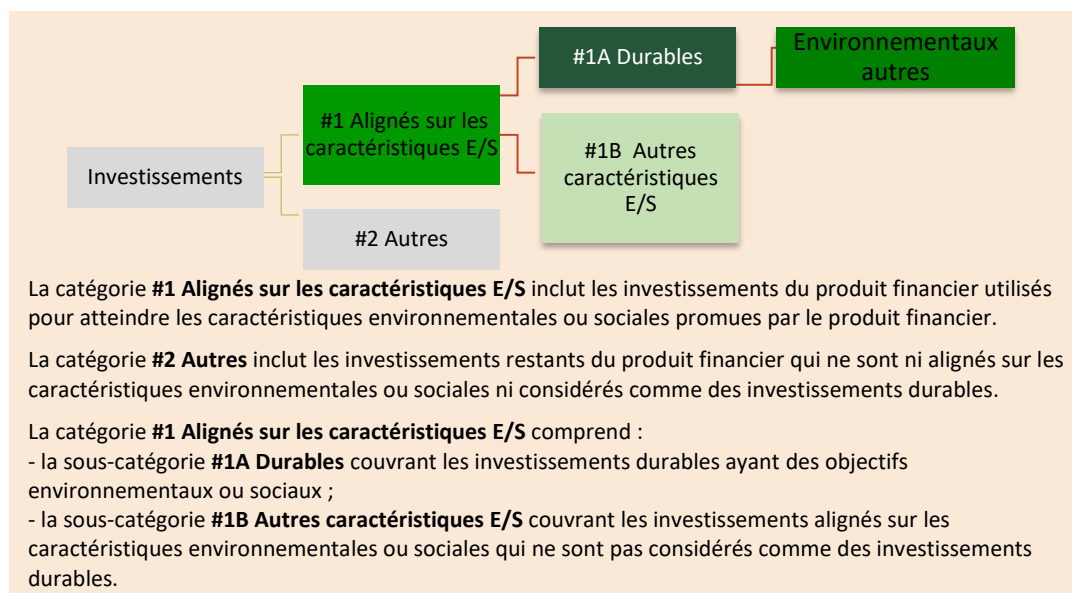 #1A Durables
Environnementaux
autres
#1 Alignés sur les
caractéristiques E/S
#1B Autres
caractéristiques
E/S
Investissements
#2 Autres
La catégorie #1 Alignés sur les caractéristiques E/S inclut les investissements du produit financier utilisés
pour atteindre les caractéristiques environnementales ou sociales promues par le produit financier.
La catégorie #2 Autres inclut les investissements restants du produit financier qui ne sont ni alignés sur les
caractéristiques environnementales ou sociales ni considérés comme des investissements durables.
La catégorie #1 Alignés sur les caractéristiques E/S comprend :
- la sous-catégorie #1A Durables couvrant les investissements durables ayant des objectifs
environnementaux ou sociaux ;
- la sous-catégorie #1B Autres caractéristiques E/S couvrant les investissements alignés sur les
caractéristiques environnementales ou sociales qui ne sont pas considérés comme des investissements
durables.